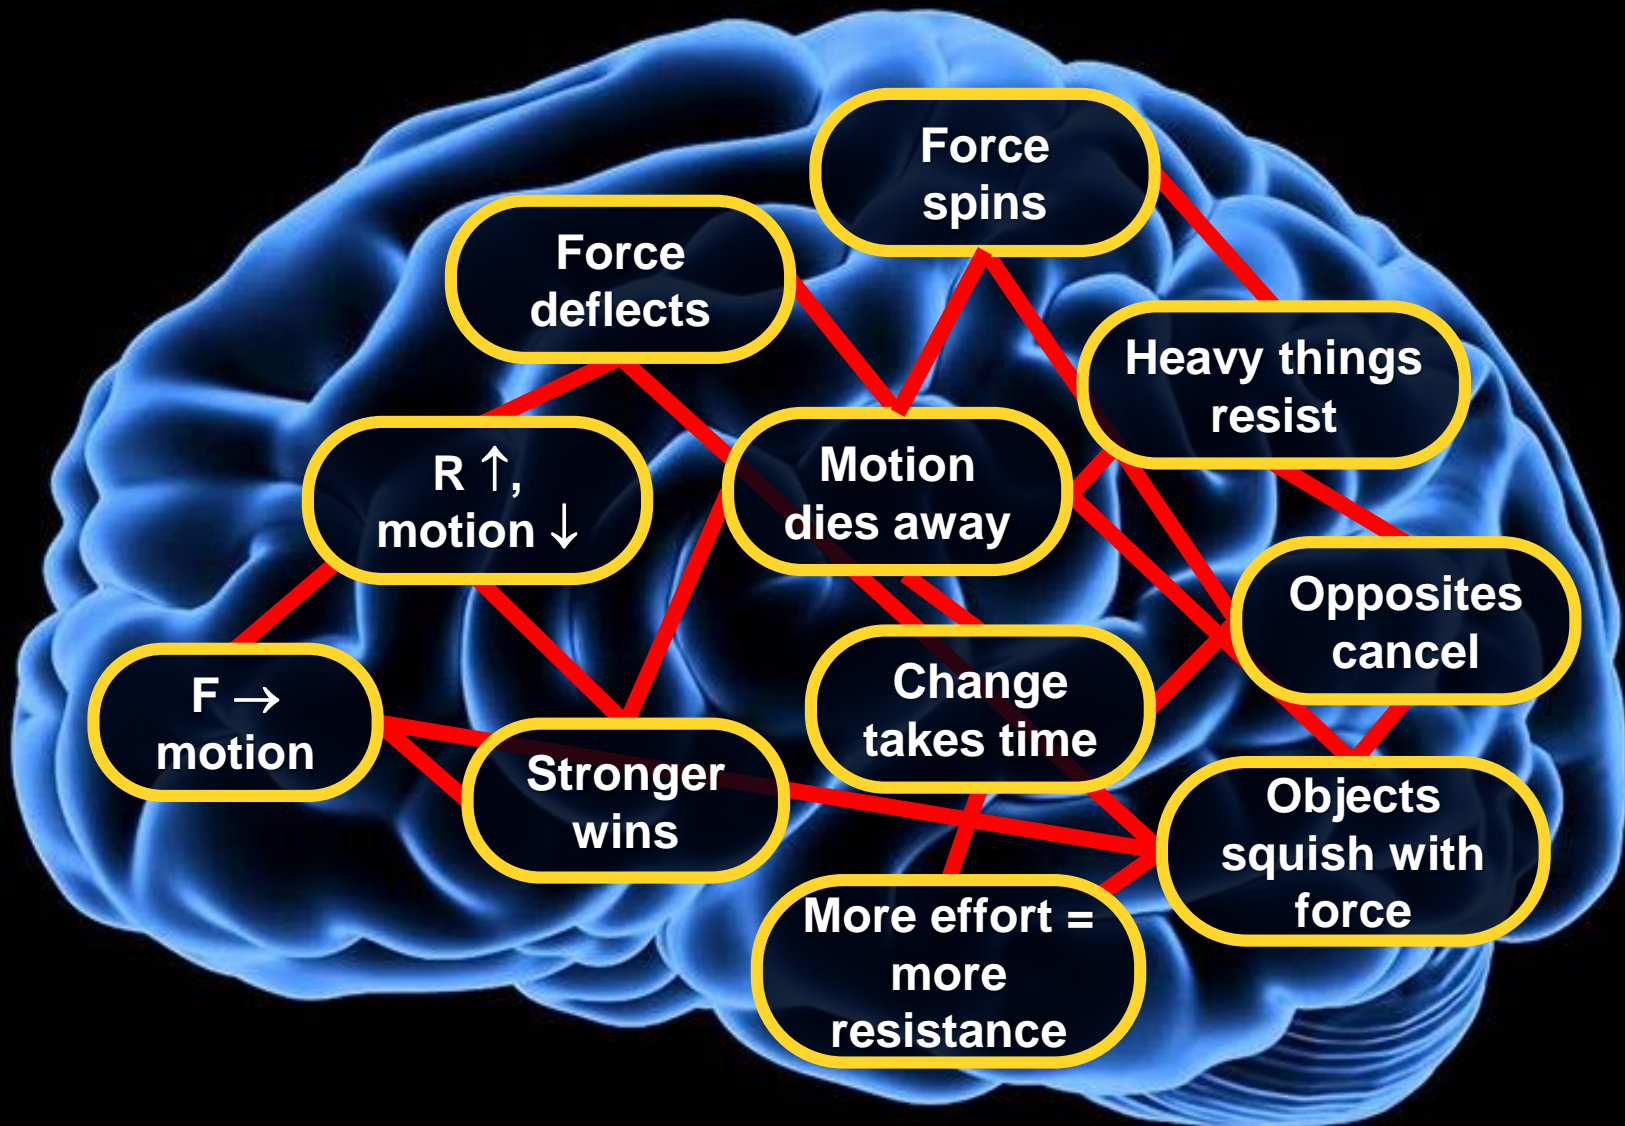 Force
spins
Force
deflects
Heavy things
resist
R ↑,
motion ↓
Motion
dies away
Opposites
cancel
F →
motion
Change
takes time
Stronger
wins
Objects
squish with
force
More effort =
more
resistance